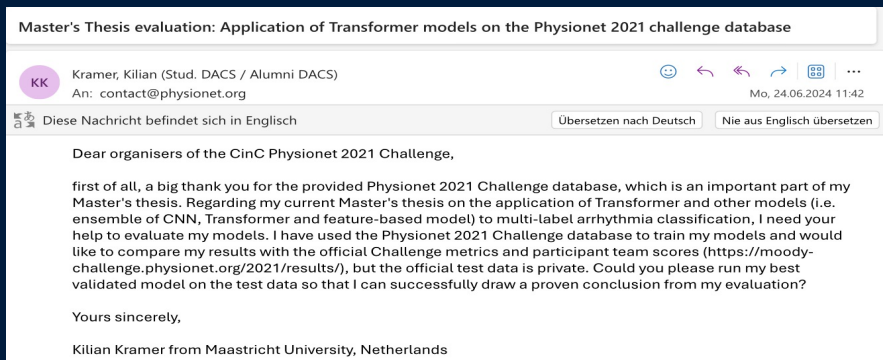 Master's Thesis evaluation: Application of Transformer models on the Physionet 2021 challenge database
KK
Kramer, Kilian (Stud. DACS / Alumni DACS)
An: contact@physionet.org
Mo, 24.06.2024 11:42
Diese Nachricht befindet sich in Englisch
Übersetzen nach Deutsch
Nie aus Englisch übersetzen
Dear organisers of the CinC Physionet 2021 Challenge,
first of all, a big thank you for the provided Physionet 2021 Challenge database, which is an important part of my
Master's thesis. Regarding my current Master's thesis on the application of Transformer and other models (i.e.
ensemble of CNN, Transformer and feature-based model) to multi-label arrhythmia classification, I need your
help to evaluate my models. I have used the Physionet 2021 Challenge database to train my models and would
like to compare my results with the official Challenge metrics and participant team scores (https://moody-
challenge.physionet.org/2021/results/), but the official test data is private. Could you please run my best
validated model on the test data so that I can successfully draw a proven conclusion from my evaluation?
Yours sincerely,
Kilian Kramer from Maastricht University, Netherlands